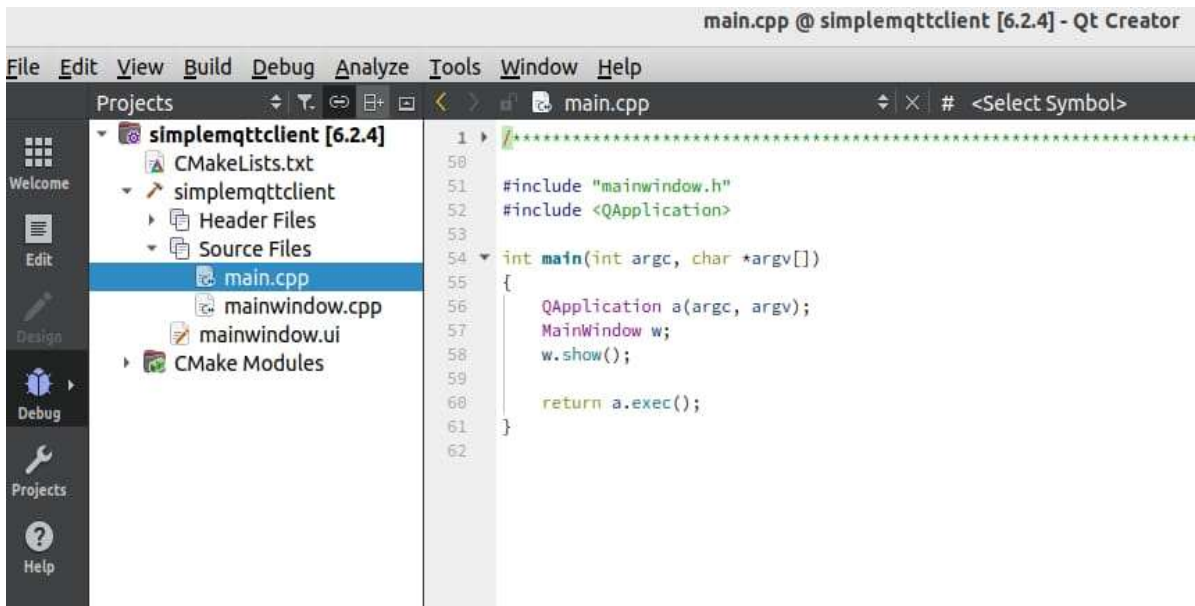 main.cpp @ simplemqttclient [6.2.4] - Qt Creator
File Edit View Build Debug Analyze Tools Window Help
Projects
main.cpp
# <Select Symbol>
Welcome
Edit
Design
Debug
Projects
Help
simplemqttclient [6.2.4]
CMakeLists.txt
simplemqttclient
Header Files
Source Files
main.cpp
mainwindow.cpp
mainwindow.ui
CMake Modules
1 /*************************************************************************
50
51 #include "mainwindow.h"
52 #include <QApplication>
53
54 int main(int argc, char *argv[])
55 {
56 QApplication a(argc, argv);
57 MainWindow w;
58 w.show();
59
60 return a.exec();
61 }
62